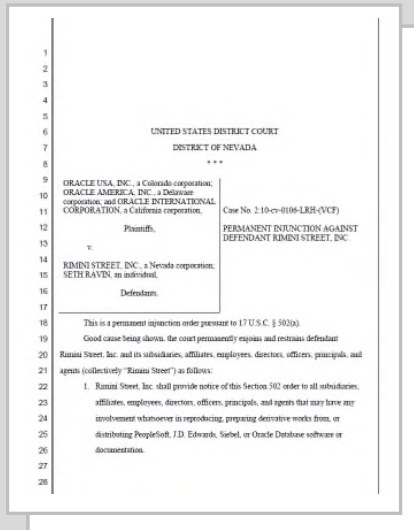 1
2
3
4
5
6 UNITED STATES DISTRICT COURT
7 DISTRICT OF NEVADA
8 * * *
9 ORACLE USA, INC., a Colorado corporation;
10 ORACLE AMERICA, INC., a Delaware
corporation; and ORACLE INTERNATIONAL
11 CORPORATION, a California corporation, Case No. 2:10-cv-0106-LRH-(VCF)
12 Plaintiffs, PERMANENT INJUNCTION AGAINST
13 v. DEFENDANT RIMINI STREET, INC.
14 RIMINI STREET, INC., a Nevada corporation;
15 SETH RAVIN, an individual,
16 Defendants.
17
18 This is a permanent injunction order pursuant to 17 U.S.C. § 502(a).
19 Good cause being shown, the court permanently enjoins and restrains defendant
20 Rimini Street, Inc. and its subsidiaries, affiliates, employees, directors, officers, principals, and
21 agents (collectively “Rimini Street”) as follows:
22 1. Rimini Street, Inc. shall provide notice of this Section 502 order to all subsidiaries,
23 affiliates, employees, directors, officers, principals, and agents that may have any
24 involvement whatsoever in reproducing, preparing derivative works from, or
25 distributing PeopleSoft, J.D. Edwards, Siebel, or Oracle Database software or
26 documentation.
27
28